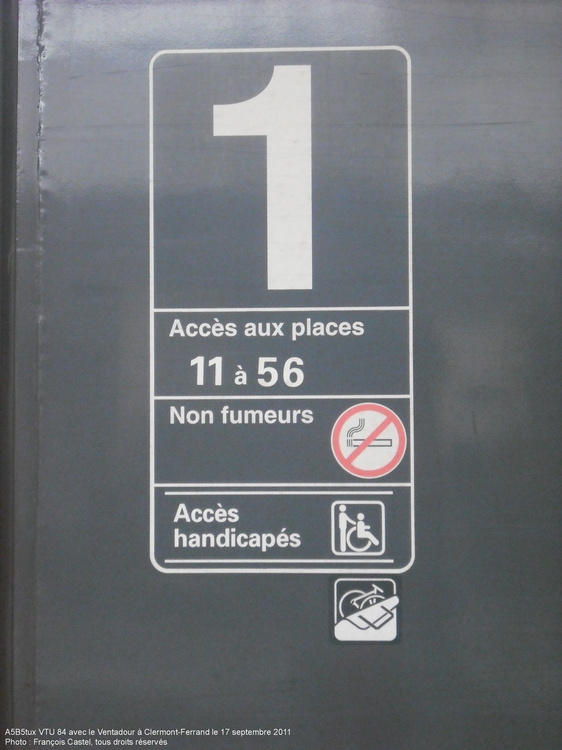 1
Accès aux places
11 à 56
Non fumeurs
Accès
handicapés
A5B5tux VTU 84 avec le Ventadour à Clermont-Ferrand le 17 septembre 2011
Photo : François Castel, tous droits réservés